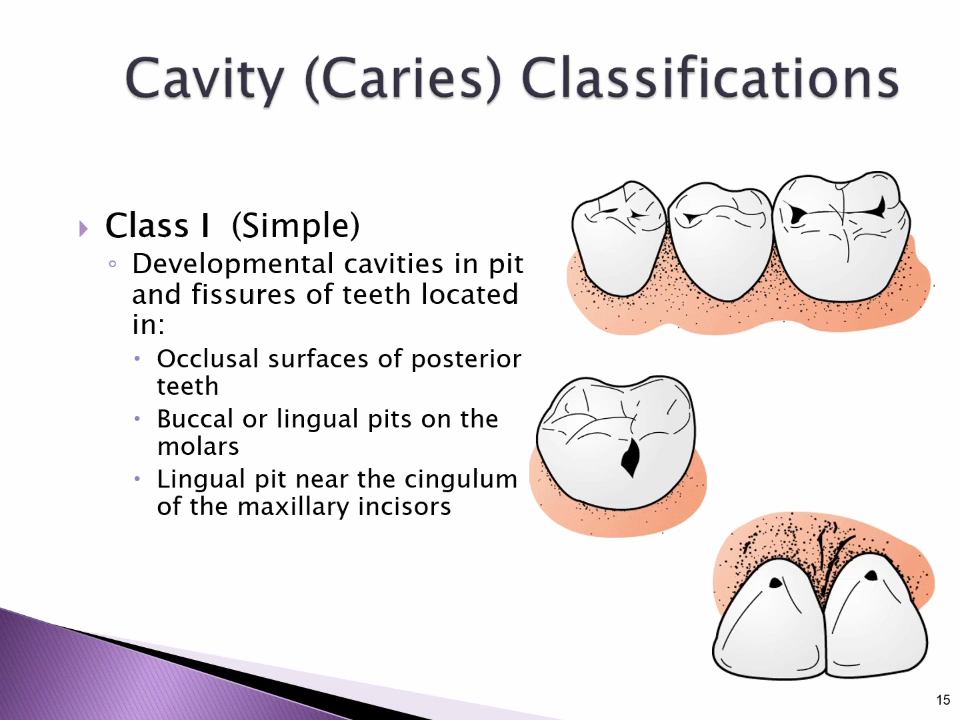 Cavity (Caries) Classifications
Class I (Simple)
Developmental cavities in pit
and fissures of teeth located
in:
Occlusal surfaces of posterior
teeth
Buccal or lingual pits on the
molars
Lingual pit near the cingulum
of the maxillary incisors
15